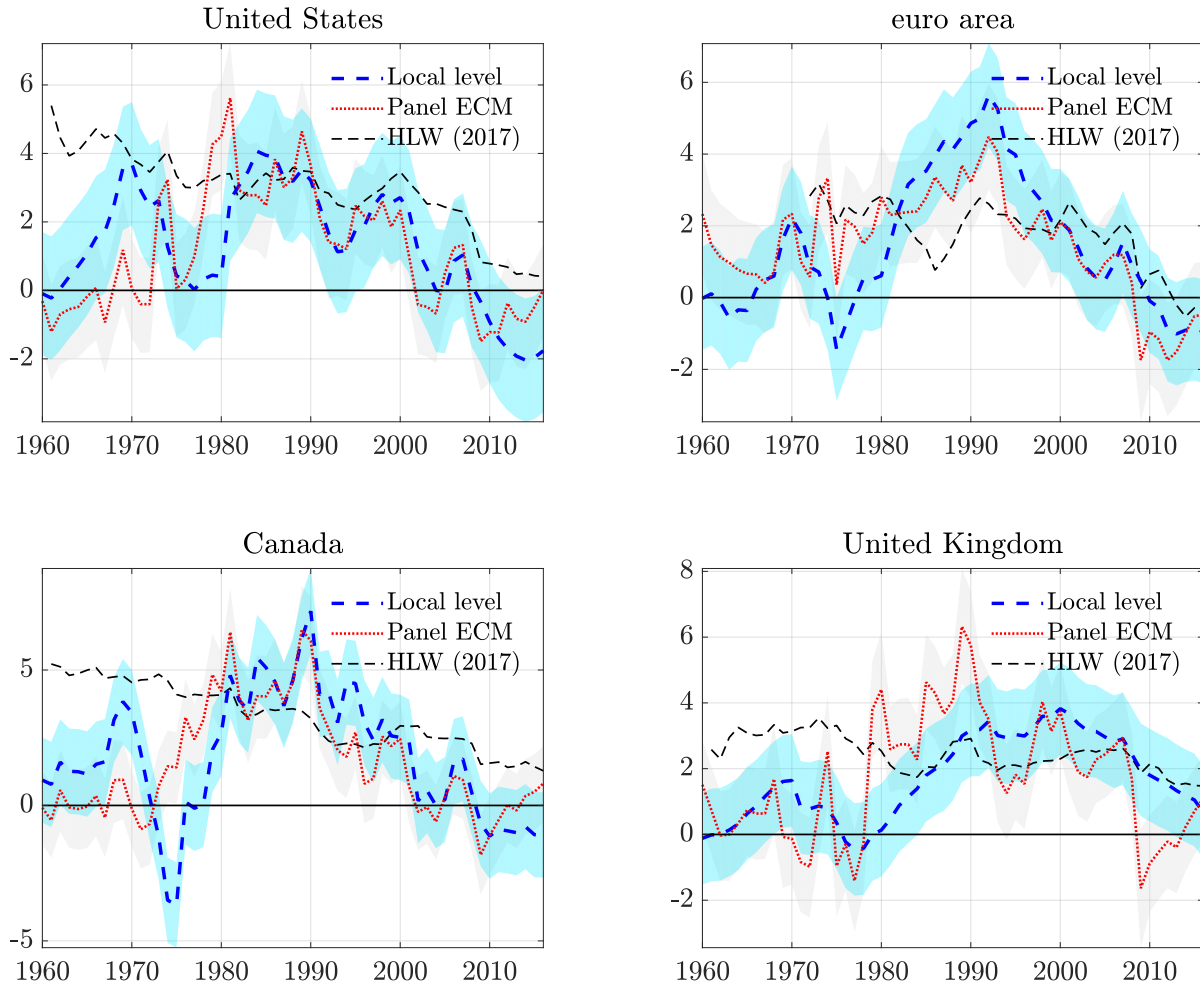 United States
6
4
2
0
-2
Local level
Panel ECM
HLW (2017)
1960 1970 1980 1990 2000 2010
euro area
6
4
2
0
-2
Local level
Panel ECM
HLW (2017)
1960 1970 1980 1990 2000 2010
Canada
5
0
-5
Local level
Panel ECM
HLW (2017)
1960 1970 1980 1990 2000 2010
United Kingdom
8
6
4
2
0
-2
Local level
Panel ECM
HLW (2017)
1960 1970 1980 1990 2000 2010